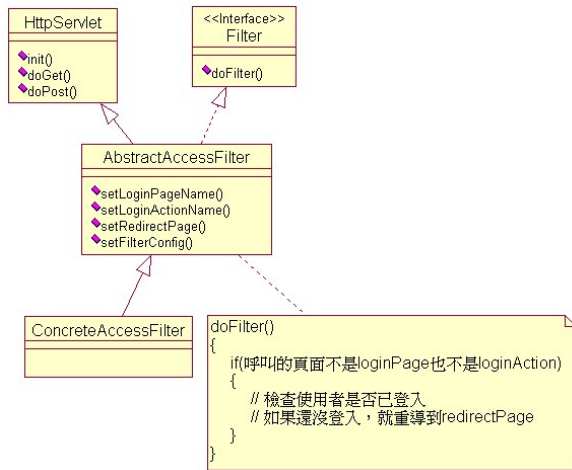 HttpServlet
init()
doGet()
doPost()
<<Interface>>
Filter
doFilter()
AbstractAccessFilter
setLoginPageName()
setLoginActionName()
setRedirectPage()
setFilterConfig()
ConcreteAccessFilter
doFilter()
{
if(呼叫的頁面不是loginPage也不是loginAction)
{
// 檢查使用者是否已登入
// 如果還沒登入，就重導到redirectPage
}
}